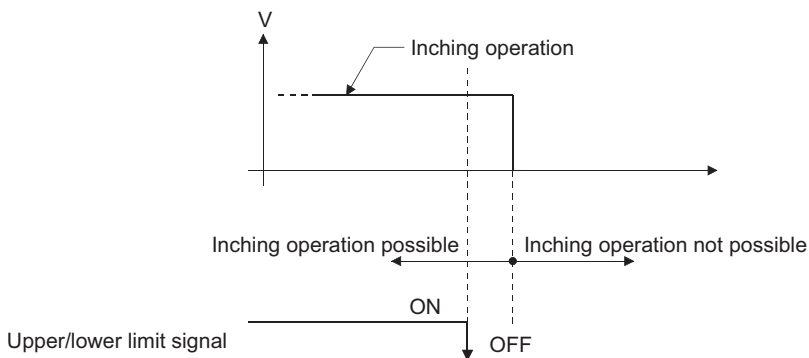 V
Inching operation
Inching operation possible
Inching operation not possible
ON
Upper/lower limit signal
OFF